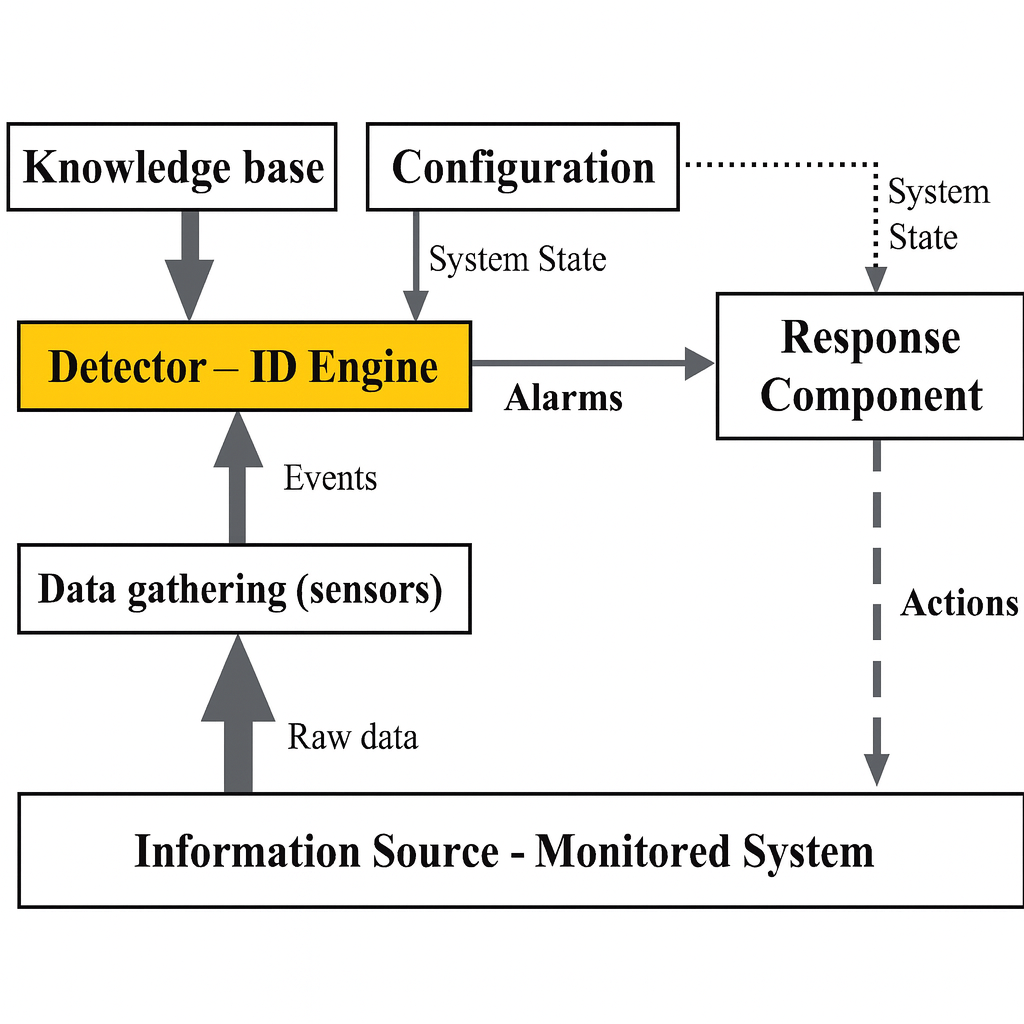 Knowledge base
Configuration
System
State
System State
Response
Component
Detector – ID Engine
Alarms
Events
Data gathering (sensors)
Actions
Raw data
Information Source - Monitored System